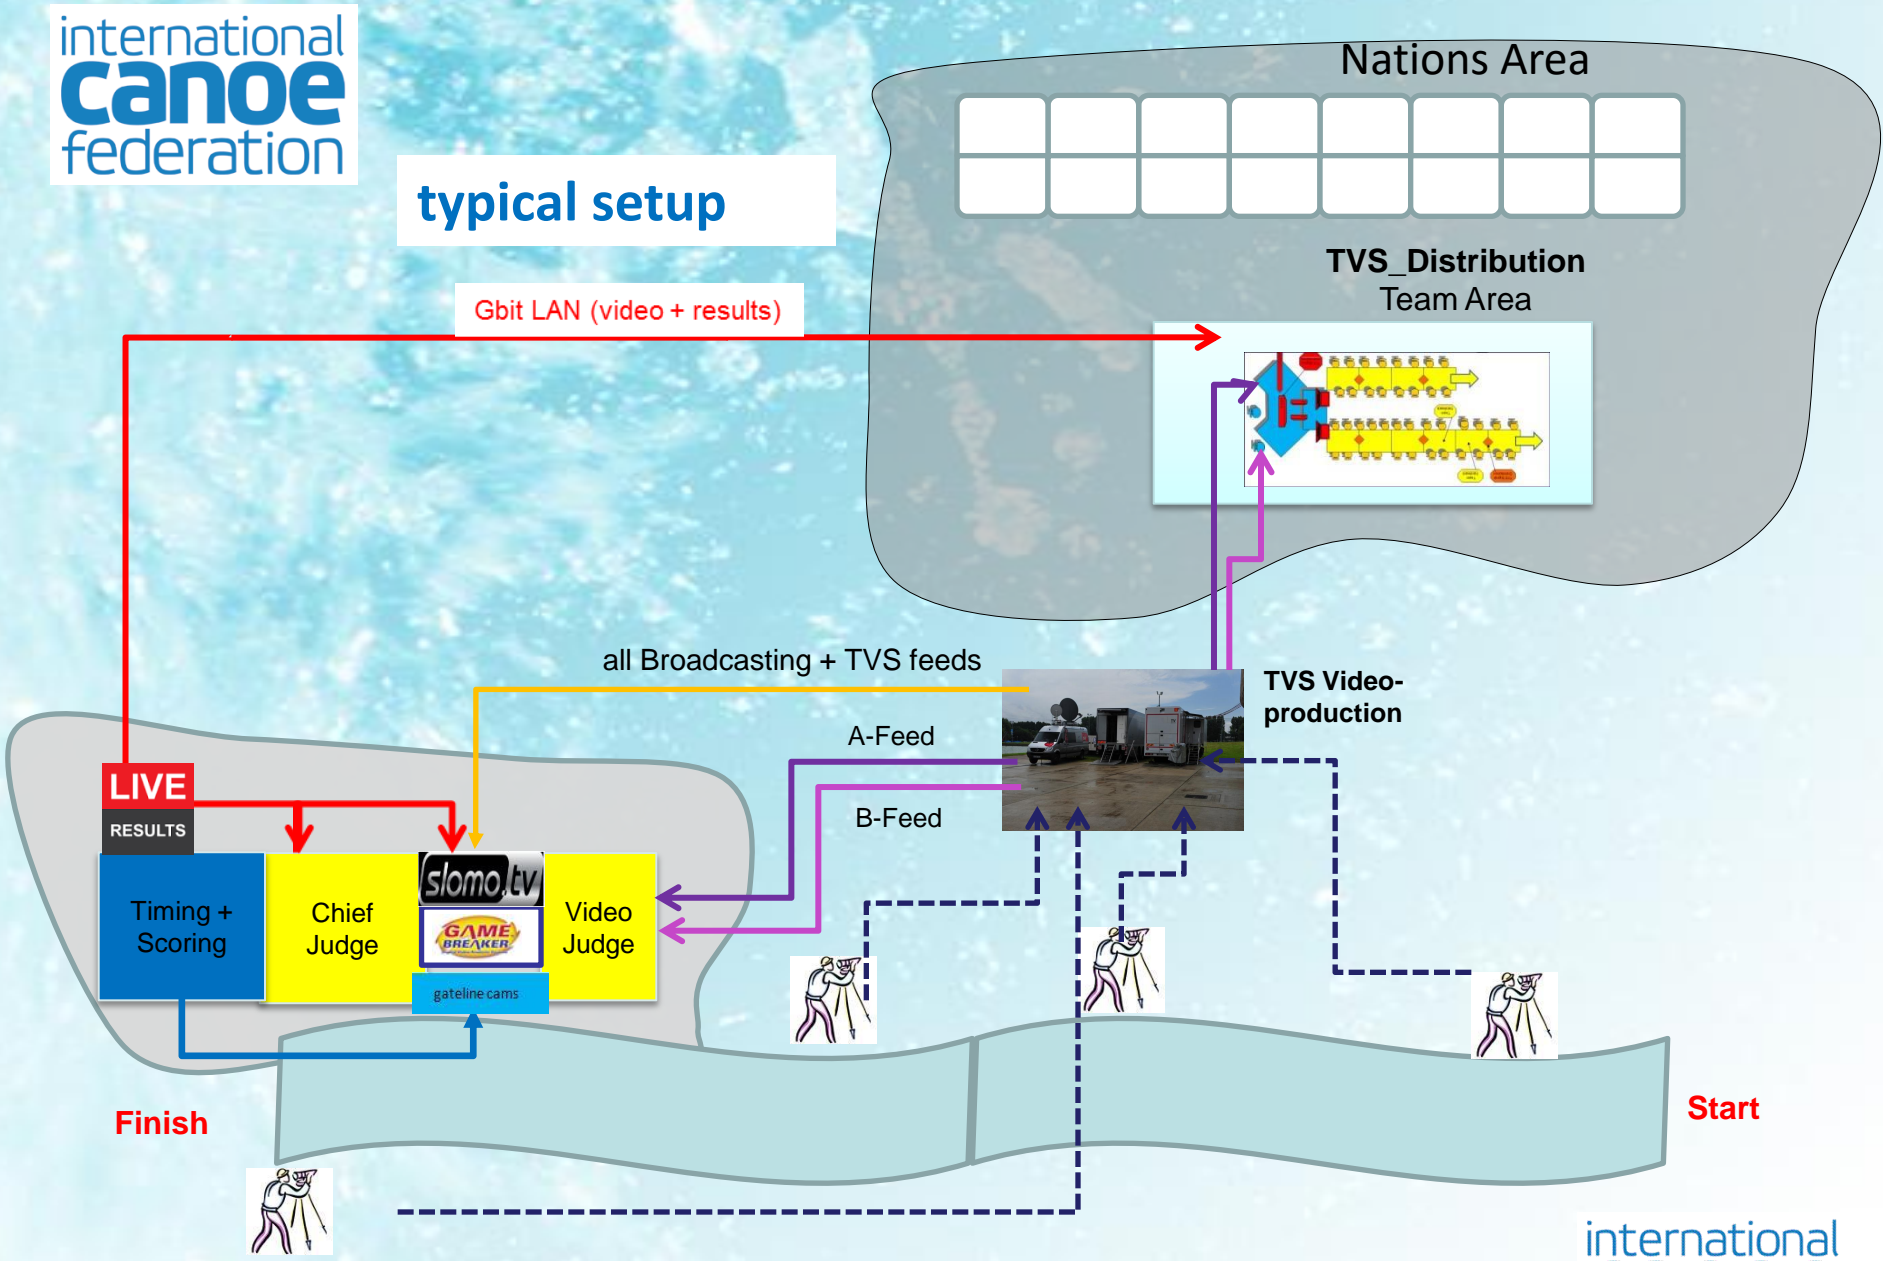 international
canoe
federation
typical setup
Nations Area
TVS_Distribution
Team Area
Gbit LAN (video + results)
all Broadcasting + TVS feeds
TVS Video-
production
A-Feed
B-Feed
LIVE
RESULTS
Timing +
Scoring
Chief
Judge
slomo.tv
GAME
BREAKER
gateline cams
Video
Judge
Finish
Start
international